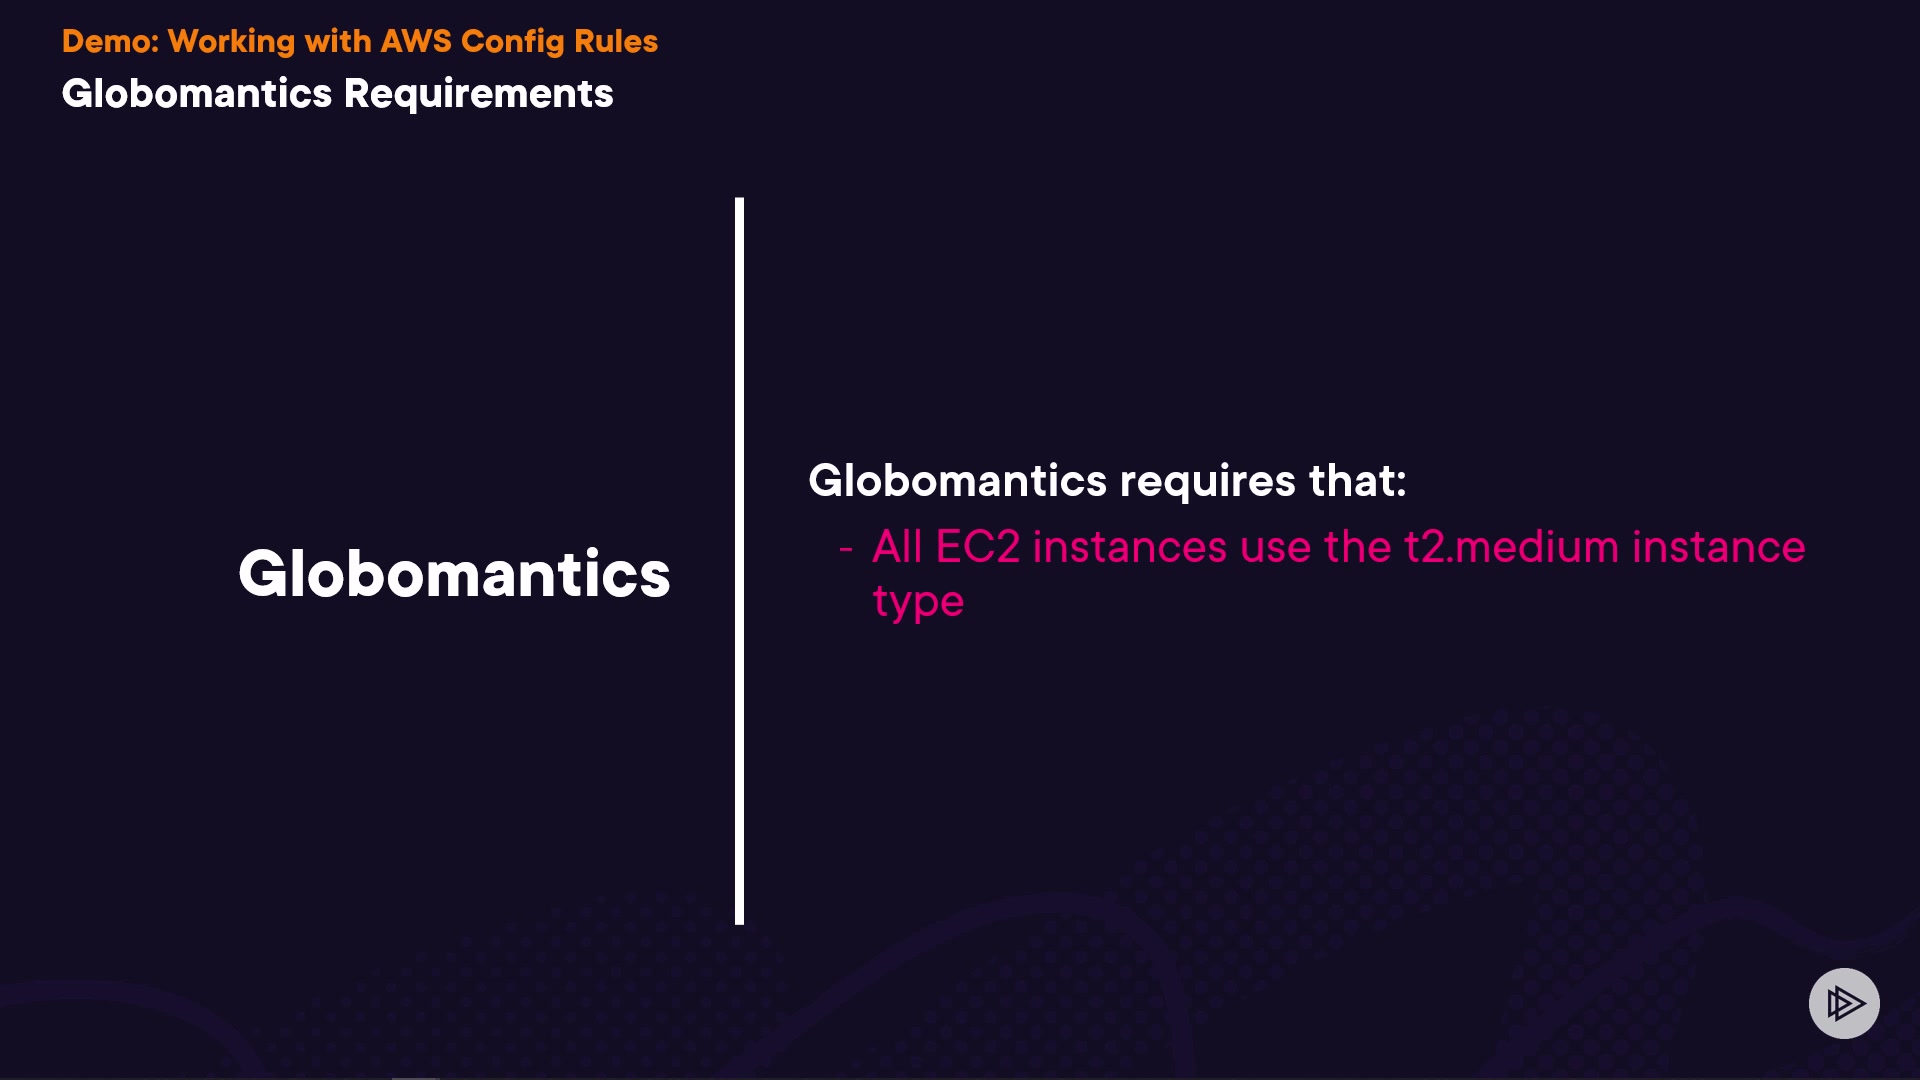 Demo: Working with AWS Config Rules
Globomantics Requirements
Globomantics
Globomantics requires that:
- All EC2 instances use the t2.medium instance
type